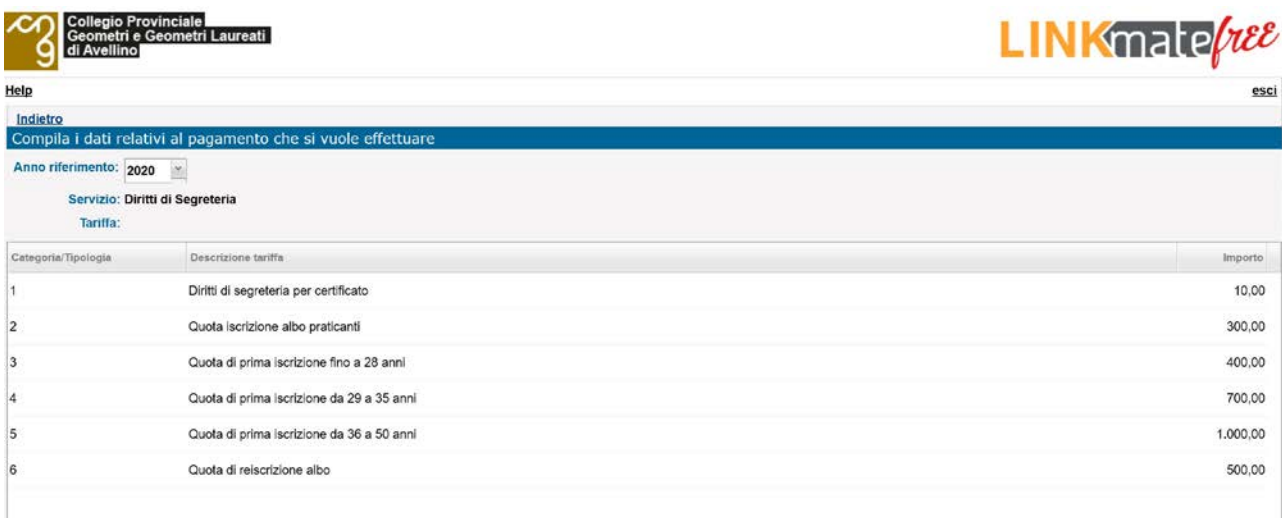 Collegio Provinciale
Geometri e Geometri Laureati
di Avellino
LINKmatefree
Help esci
Indietro
Compila i dati relativi al pagamento che si vuole effettuare
Anno riferimento: 2020
Servizio: Diritti di Segreteria
Tariffa:
Categoria/Tipologia Descrizione tariffa Importo
1 Diritti di segreteria per certificato 10,00
2 Quota iscrizione albo praticanti 300,00
3 Quota di prima iscrizione fino a 28 anni 400,00
4 Quota di prima iscrizione da 29 a 35 anni 700,00
5 Quota di prima iscrizione da 36 a 50 anni 1.000,00
6 Quota di reiscrizione albo 500,00